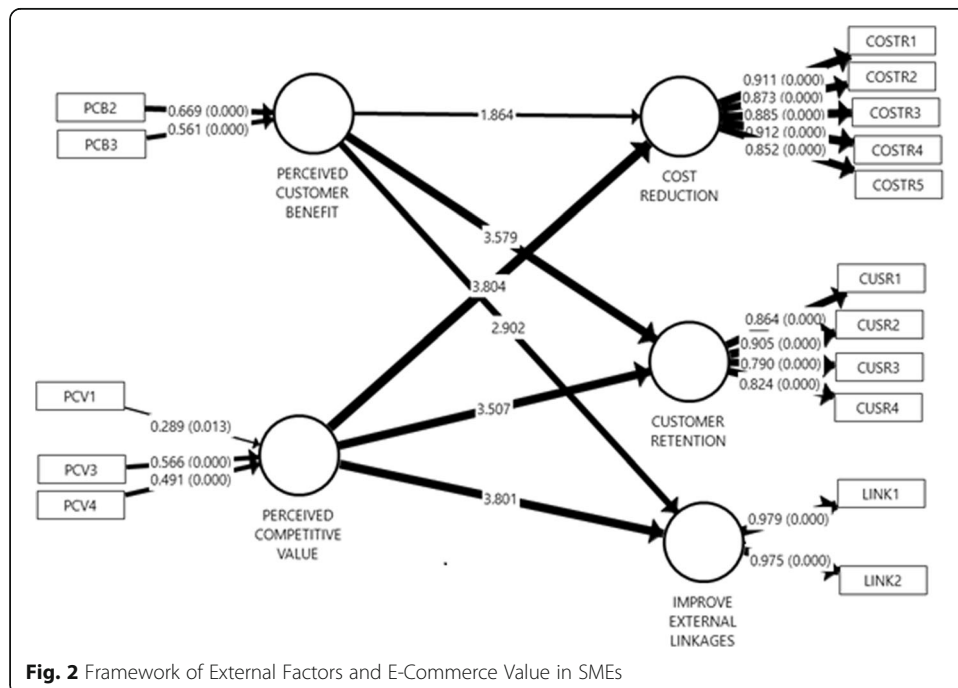 PCB2
PCB3
0.669 (0.000)
0.561 (0.000)
PERCEIVED
CUSTOMER
BENEFIT
1.864
3.579
3.804
2.902
COST
REDUCTION
0.911 (0.000)
0.873 (0.000)
0.885 (0.000)
0.912 (0.000)
0.852 (0.000)
COSTR1
COSTR2
COSTR3
COSTR4
COSTR5
PCV1
PCV3
PCV4
0.289 (0.013)
0.566 (0.000)
0.491 (0.000)
PERCEIVED
COMPETITIVE
VALUE
3.507
3.801
CUSTOMER
RETENTION
0.864 (0.000)
0.905 (0.000)
0.790 (0.000)
0.824 (0.000)
CUSR1
CUSR2
CUSR3
CUSR4
IMPROVE
EXTERNAL
LINKAGES
0.979 (0.000)
0.975 (0.000)
LINK1
LINK2
Fig. 2 Framework of External Factors and E-Commerce Value in SMEs